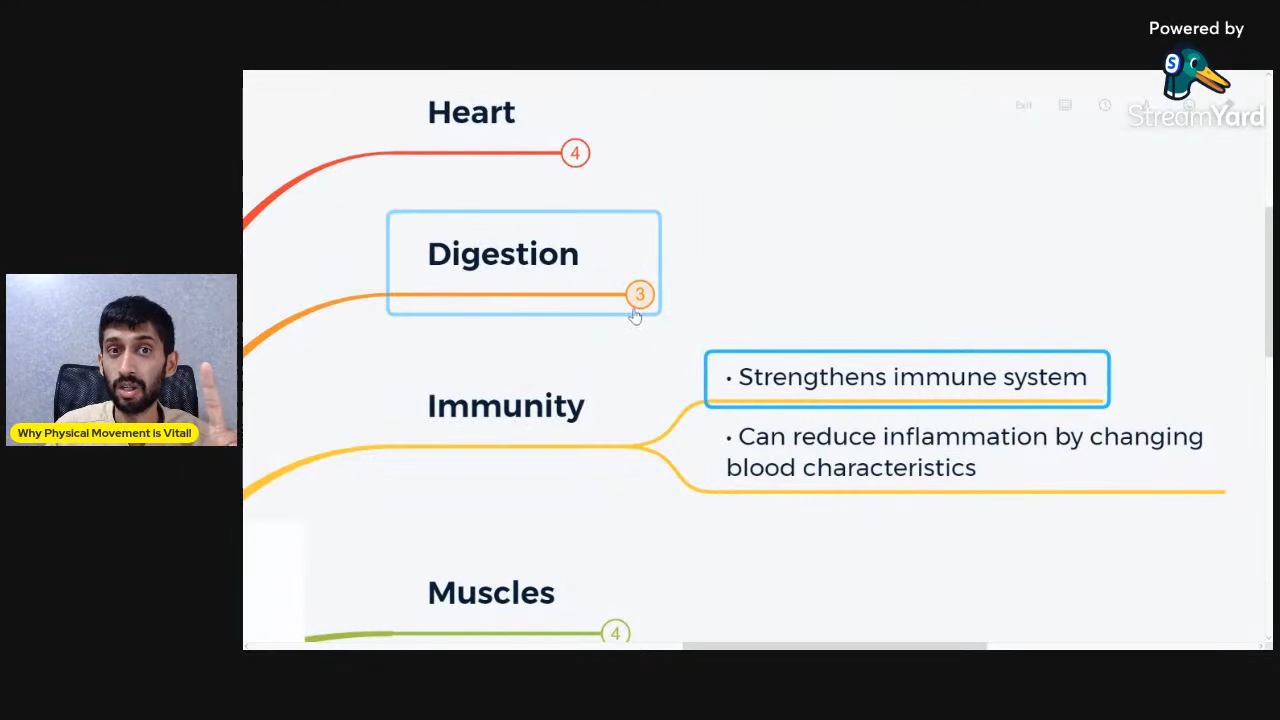 Powered by
S
StreamYard
Exit
Heart
4
Digestion
3
Immunity
• Strengthens immune system
• Can reduce inflammation by changing
blood characteristics
Muscles
4
Why Physical Movement Is Vital!